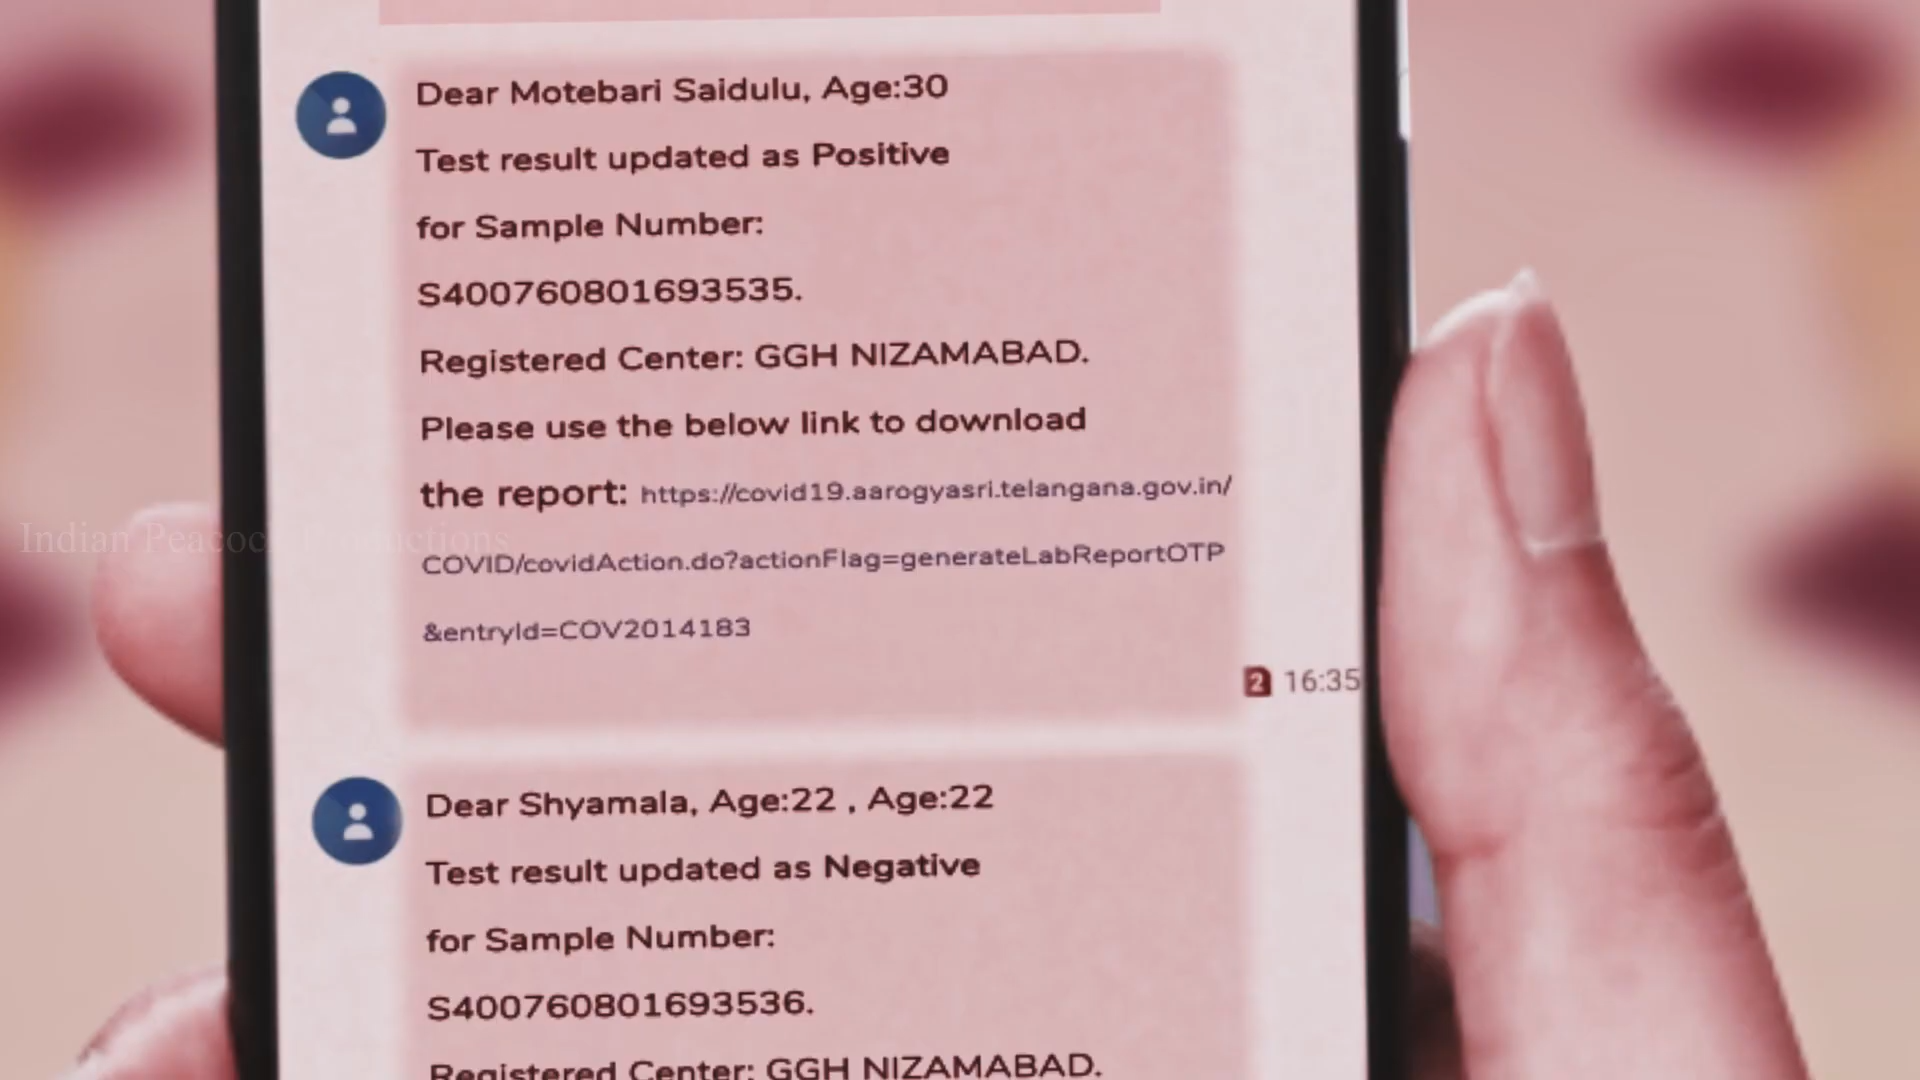 Dear Motebari Saidulu, Age:30
Test result updated as Positive
for Sample Number:
S400760801693535.
Registered Center: GGH NIZAMABAD.
Please use the below link to download
the report: https://covid19.aarogyasri.telangana.gov.in/
COVID/covidAction.do?actionFlag=generateLabReportOTP
&entryId=COV2014183
2 16:35
Indian Peacock Productions
Dear Shyamala, Age:22 , Age:22
Test result updated as Negative
for Sample Number:
S400760801693536.
Registered Center: GGH NIZAMABAD.